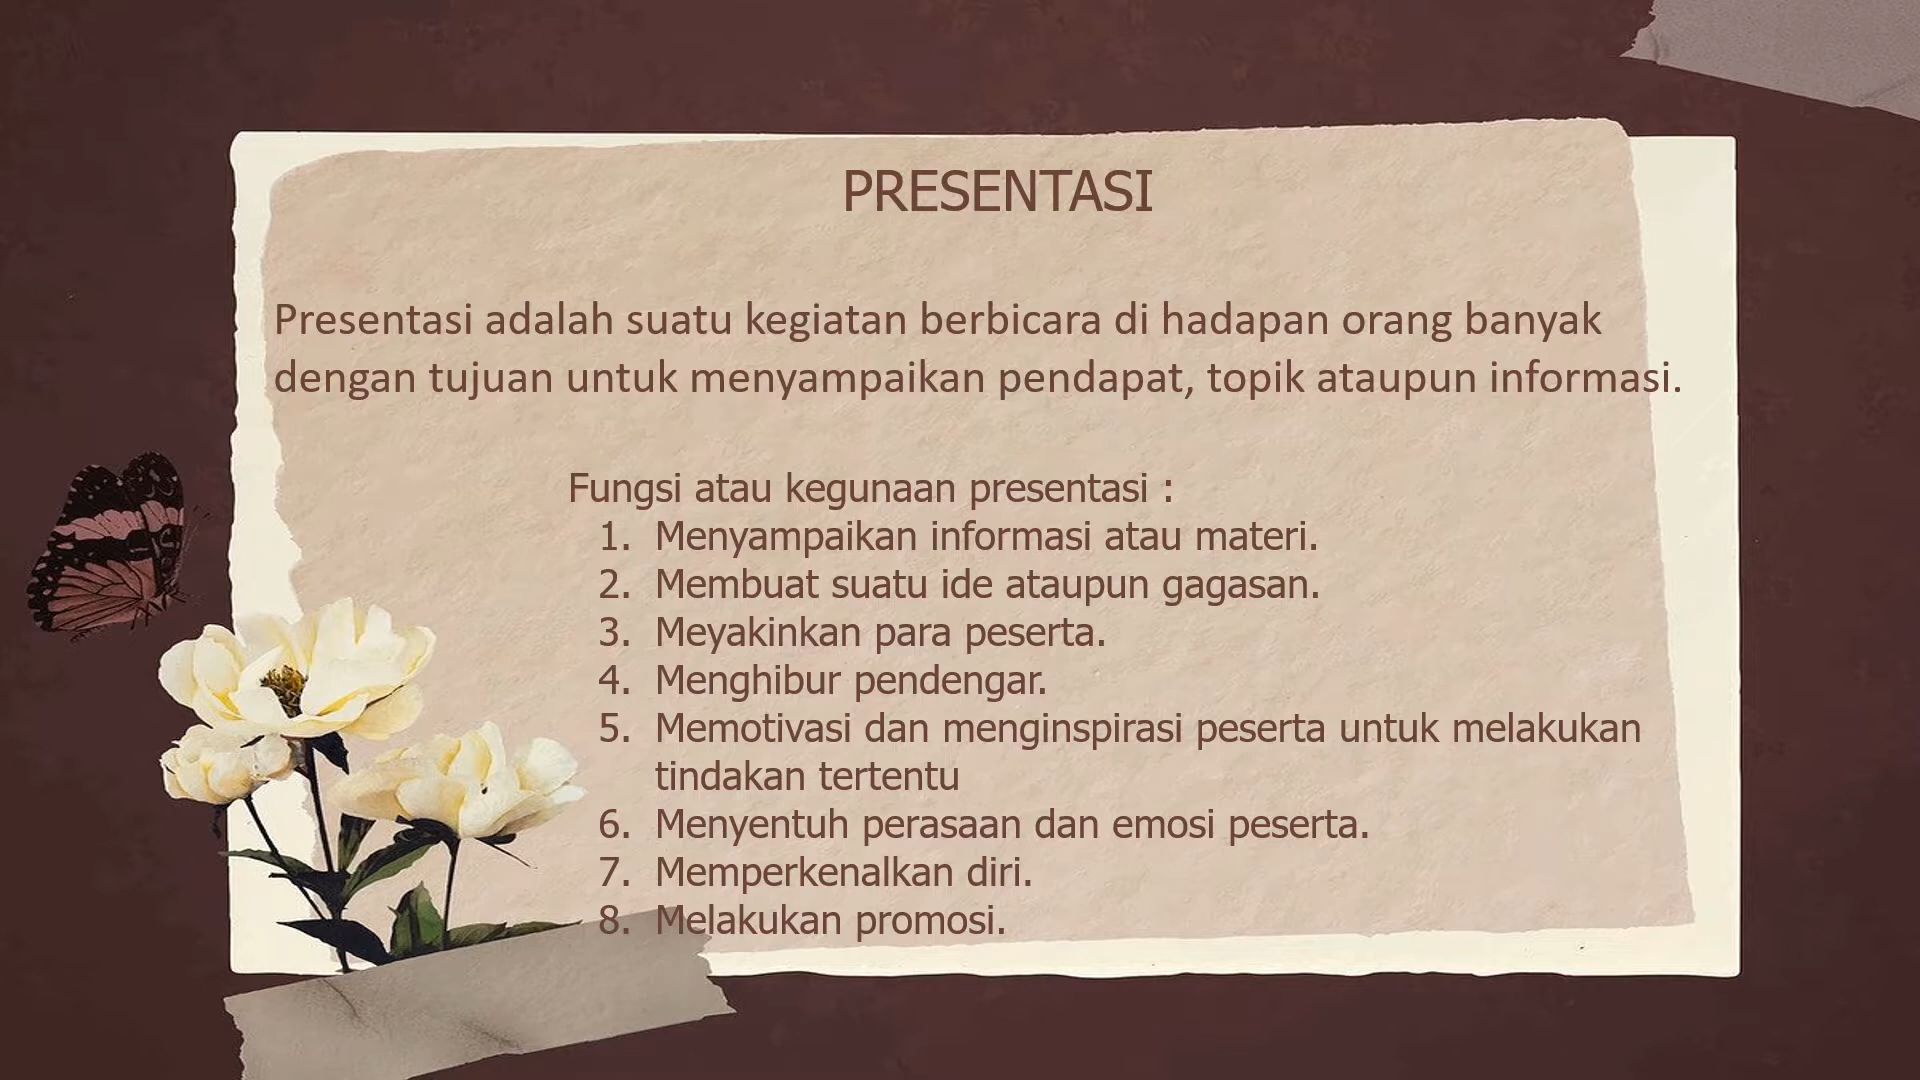 PRESENTASI
Presentasi adalah suatu kegiatan berbicara di hadapan orang banyak
dengan tujuan untuk menyampaikan pendapat, topik ataupun informasi.
Fungsi atau kegunaan presentasi :
1. Menyampaikan informasi atau materi.
2. Membuat suatu ide ataupun gagasan.
3. Meyakinkan para peserta.
4. Menghibur pendengar.
5. Memotivasi dan menginspirasi peserta untuk melakukan
tindakan tertentu
6. Menyentuh perasaan dan emosi peserta.
7. Memperkenalkan diri.
8. Melakukan promosi.